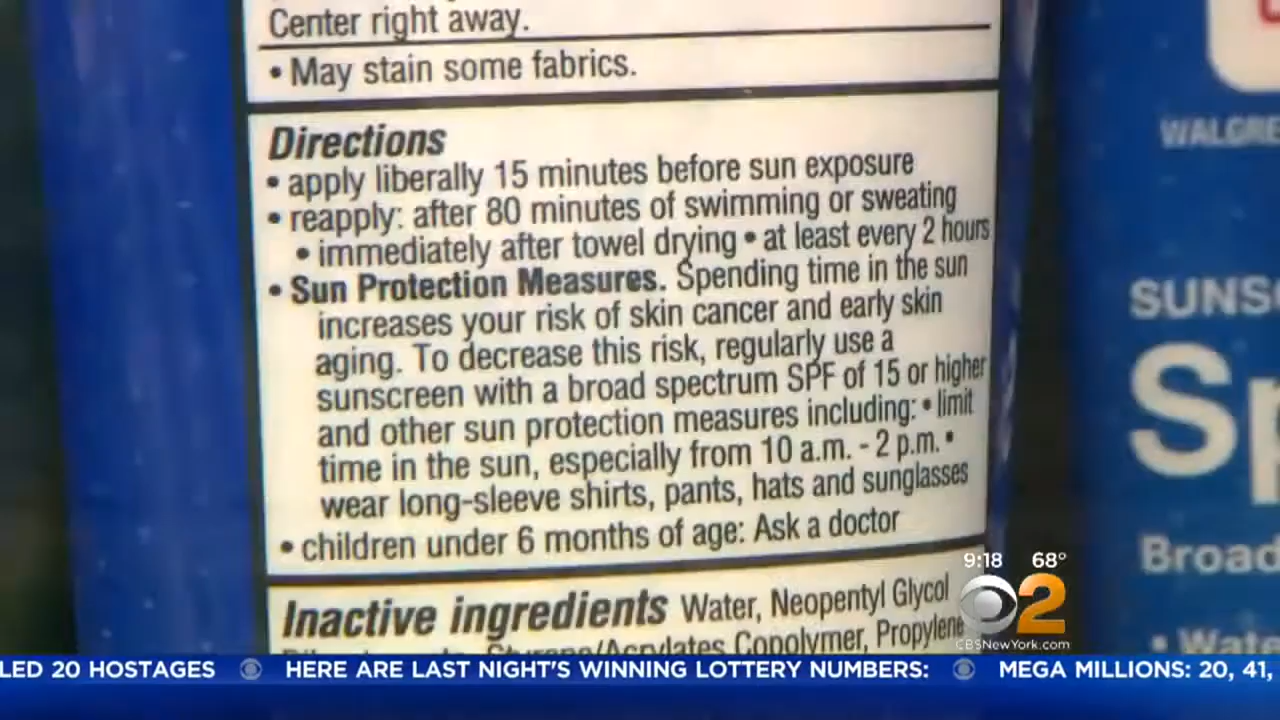 Center right away.
• May stain some fabrics.
Directions
• apply liberally 15 minutes before sun exposure
• reapply: after 80 minutes of swimming or sweating
• immediately after towel drying • at least every 2 hours
• Sun Protection Measures. Spending time in the sun
increases your risk of skin cancer and early skin
aging. To decrease this risk, regularly use a
sunscreen with a broad spectrum SPF of 15 or higher
and other sun protection measures including: • limit
time in the sun, especially from 10 a.m. - 2 p.m. •
wear long-sleeve shirts, pants, hats and sunglasses
• children under 6 months of age: Ask a doctor
Inactive ingredients Water, Neopentyl Glycol
Copolymer, Propylene
WALGRE
SUNS
Sp
Broad
• Wate
9:18 68°
2
CBSNewYork.com
LED 20 HOSTAGES HERE ARE LAST NIGHT'S WINNING LOTTERY NUMBERS: MEGA MILLIONS: 20, 41,